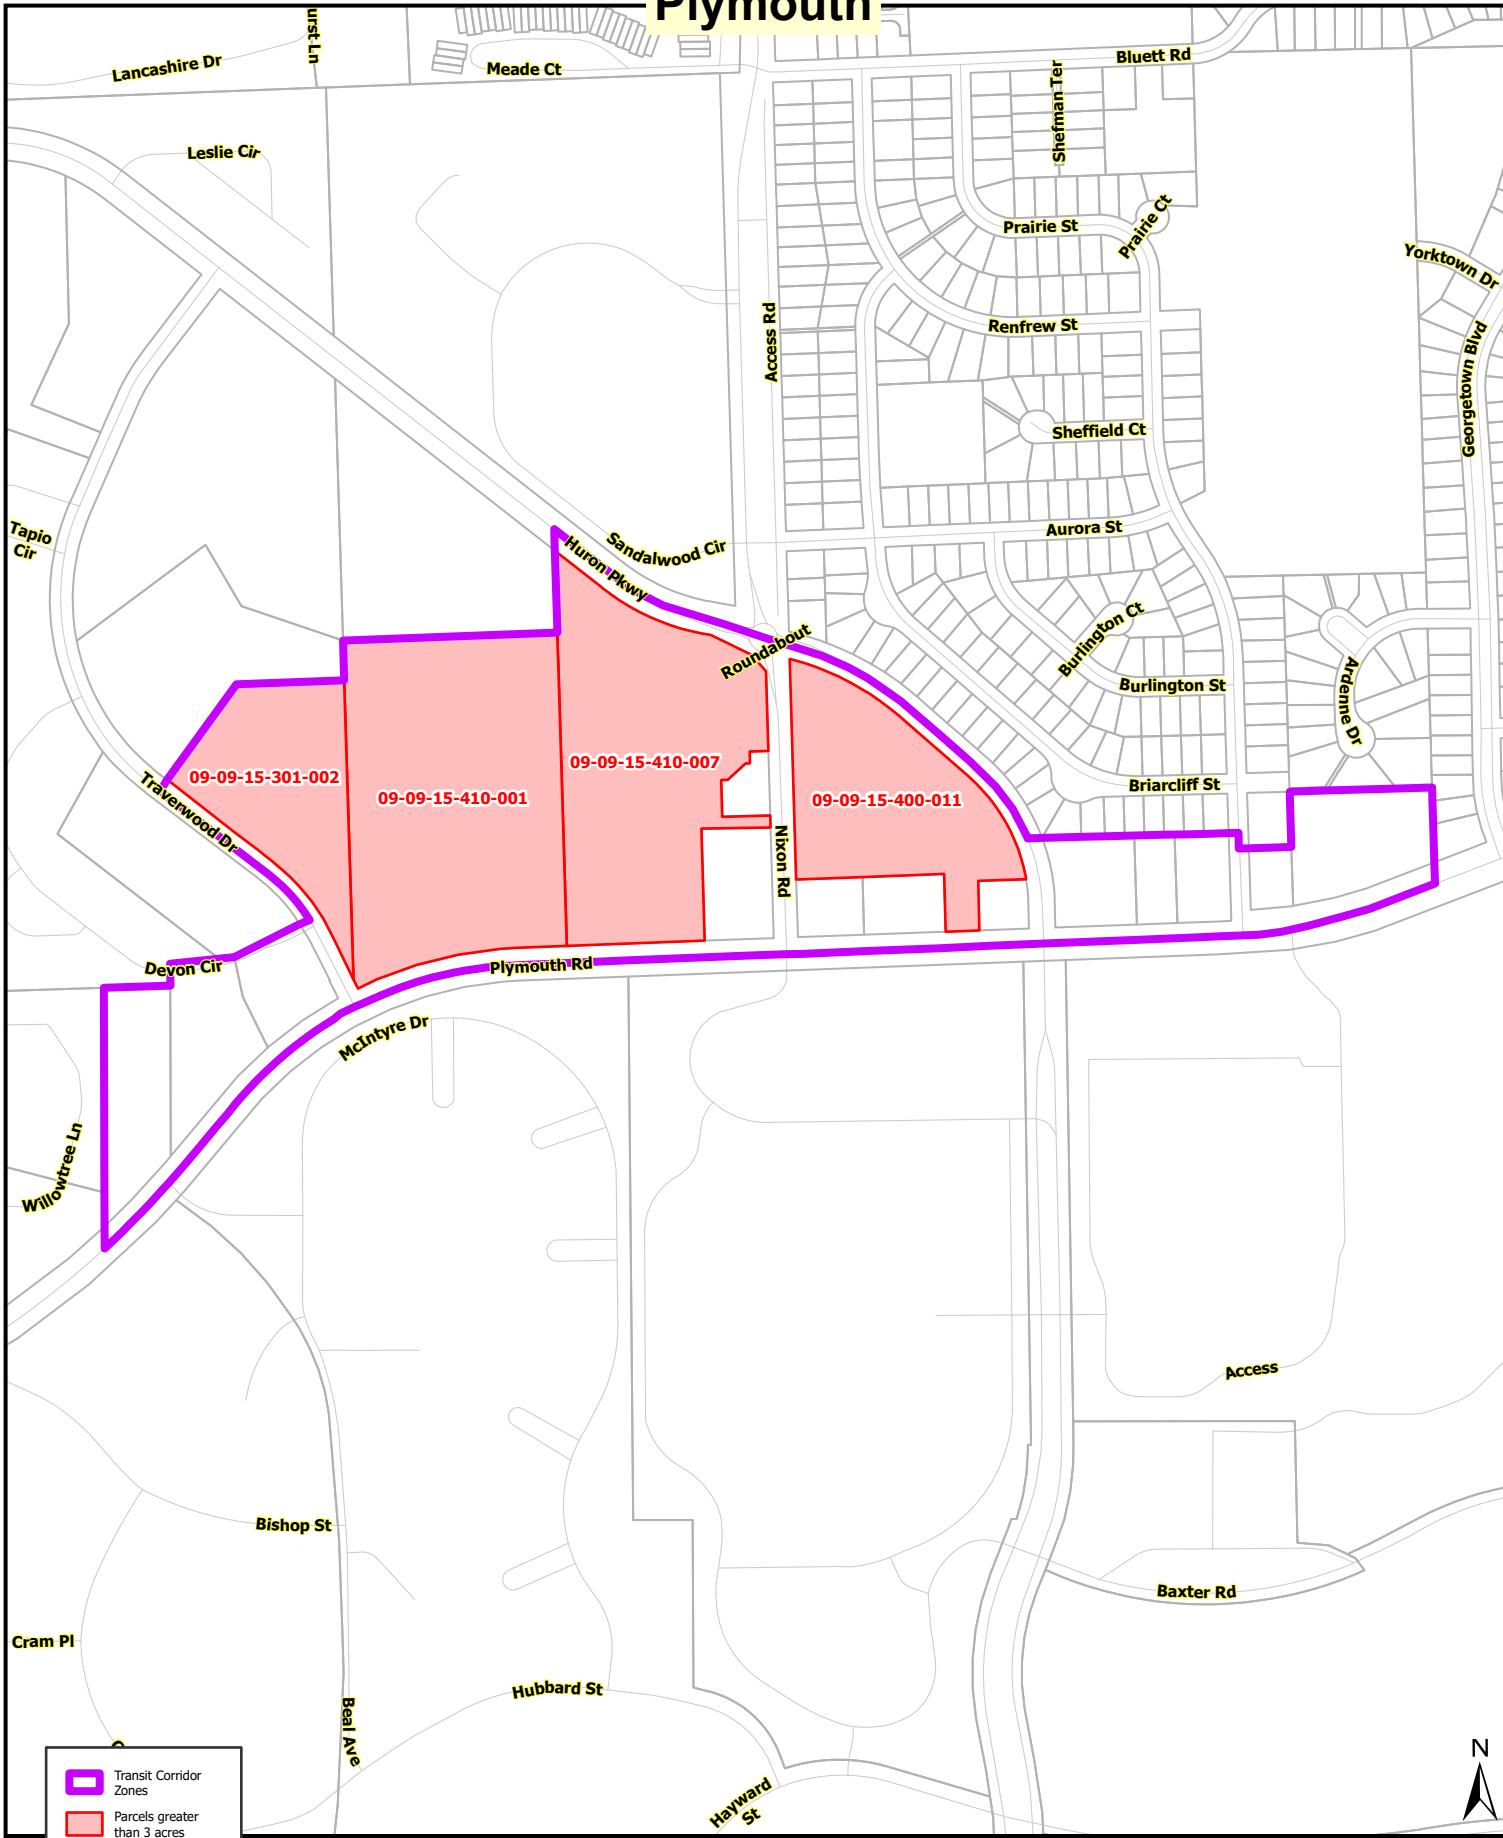 Plymouth
urst Ln
Lancashire Dr
Meade Ct
Bluett Rd
Shefman Ter
Leslie Cir
Prairie St
Prairie Ct
Yorktown Dr
Access Rd
Renfrew St
Georgetown Blvd
Sheffield Ct
Tapio
Cir
Sandalwood Cir
Aurora St
Huron Pkwy
Roundabout
Burlington Ct
Burlington St
Ardenne Dr
09-09-15-301-002
09-09-15-410-001
09-09-15-410-007
09-09-15-400-011
Briarcliff St
Traverwood Dr
Nixon Rd
Devon Cir
Plymouth Rd
McIntyre Dr
Willowtree Ln
Access
Bishop St
Baxter Rd
Cram Pl
Hubbard St
Beal Ave
Hayward
St
N
Transit Corridor
Zones
Parcels greater
than 3 acres